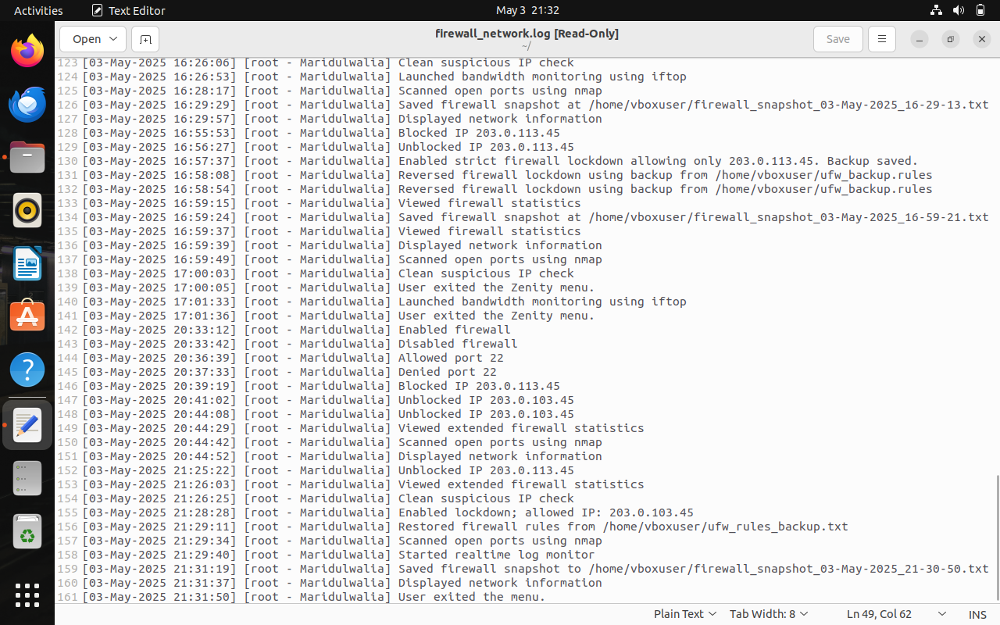 Activities
Text Editor
May 3 21:32
Open
firewall_network.log [Read-Only]
~/
Save
123 [03-May-2025 16:26:06] [root - Maridulwalia] Clean suspicious IP check
124 [03-May-2025 16:26:53] [root - Maridulwalia] Launched bandwidth monitoring using iftop
125 [03-May-2025 16:28:17] [root - Maridulwalia] Scanned open ports using nmap
126 [03-May-2025 16:29:29] [root - Maridulwalia] Saved firewall snapshot at /home/vboxuser/firewall_snapshot_03-May-2025_16-29-13.txt
127 [03-May-2025 16:29:57] [root - Maridulwalia] Displayed network information
128 [03-May-2025 16:55:53] [root - Maridulwalia] Blocked IP 203.0.113.45
129 [03-May-2025 16:56:27] [root - Maridulwalia] Unblocked IP 203.0.113.45
130 [03-May-2025 16:57:37] [root - Maridulwalia] Enabled strict firewall lockdown allowing only 203.0.113.45. Backup saved.
131 [03-May-2025 16:58:08] [root - Maridulwalia] Reversed firewall lockdown using backup from /home/vboxuser/ufw_backup.rules
132 [03-May-2025 16:58:54] [root - Maridulwalia] Reversed firewall lockdown using backup from /home/vboxuser/ufw_backup.rules
133 [03-May-2025 16:59:15] [root - Maridulwalia] Viewed firewall statistics
134 [03-May-2025 16:59:24] [root - Maridulwalia] Saved firewall snapshot at /home/vboxuser/firewall_snapshot_03-May-2025_16-59-21.txt
135 [03-May-2025 16:59:37] [root - Maridulwalia] Viewed firewall statistics
136 [03-May-2025 16:59:39] [root - Maridulwalia] Displayed network information
137 [03-May-2025 16:59:49] [root - Maridulwalia] Scanned open ports using nmap
138 [03-May-2025 17:00:03] [root - Maridulwalia] Clean suspicious IP check
139 [03-May-2025 17:00:05] [root - Maridulwalia] User exited the Zenity menu.
140 [03-May-2025 17:01:33] [root - Maridulwalia] Launched bandwidth monitoring using iftop
141 [03-May-2025 17:01:36] [root - Maridulwalia] User exited the Zenity menu.
142 [03-May-2025 20:33:12] [root - Maridulwalia] Enabled firewall
143 [03-May-2025 20:33:42] [root - Maridulwalia] Disabled firewall
144 [03-May-2025 20:36:39] [root - Maridulwalia] Allowed port 22
145 [03-May-2025 20:37:33] [root - Maridulwalia] Denied port 22
146 [03-May-2025 20:39:19] [root - Maridulwalia] Blocked IP 203.0.113.45
147 [03-May-2025 20:41:02] [root - Maridulwalia] Unblocked IP 203.0.103.45
148 [03-May-2025 20:44:08] [root - Maridulwalia] Unblocked IP 203.0.103.45
149 [03-May-2025 20:44:29] [root - Maridulwalia] Viewed extended firewall statistics
150 [03-May-2025 20:44:42] [root - Maridulwalia] Scanned open ports using nmap
151 [03-May-2025 20:44:52] [root - Maridulwalia] Displayed network information
152 [03-May-2025 21:25:22] [root - Maridulwalia] Unblocked IP 203.0.113.45
153 [03-May-2025 21:26:03] [root - Maridulwalia] Viewed extended firewall statistics
154 [03-May-2025 21:26:25] [root - Maridulwalia] Clean suspicious IP check
155 [03-May-2025 21:28:28] [root - Maridulwalia] Enabled lockdown; allowed IP: 203.0.103.45
156 [03-May-2025 21:29:11] [root - Maridulwalia] Restored firewall rules from /home/vboxuser/ufw_rules_backup.txt
157 [03-May-2025 21:29:34] [root - Maridulwalia] Scanned open ports using nmap
158 [03-May-2025 21:29:40] [root - Maridulwalia] Started realtime log monitor
159 [03-May-2025 21:31:19] [root - Maridulwalia] Saved firewall snapshot to /home/vboxuser/firewall_snapshot_03-May-2025_21-30-50.txt
160 [03-May-2025 21:31:37] [root - Maridulwalia] Displayed network information
161 [03-May-2025 21:31:50] [root - Maridulwalia] User exited the menu.
Plain Text
Tab Width: 8
Ln 49, Col 62
INS